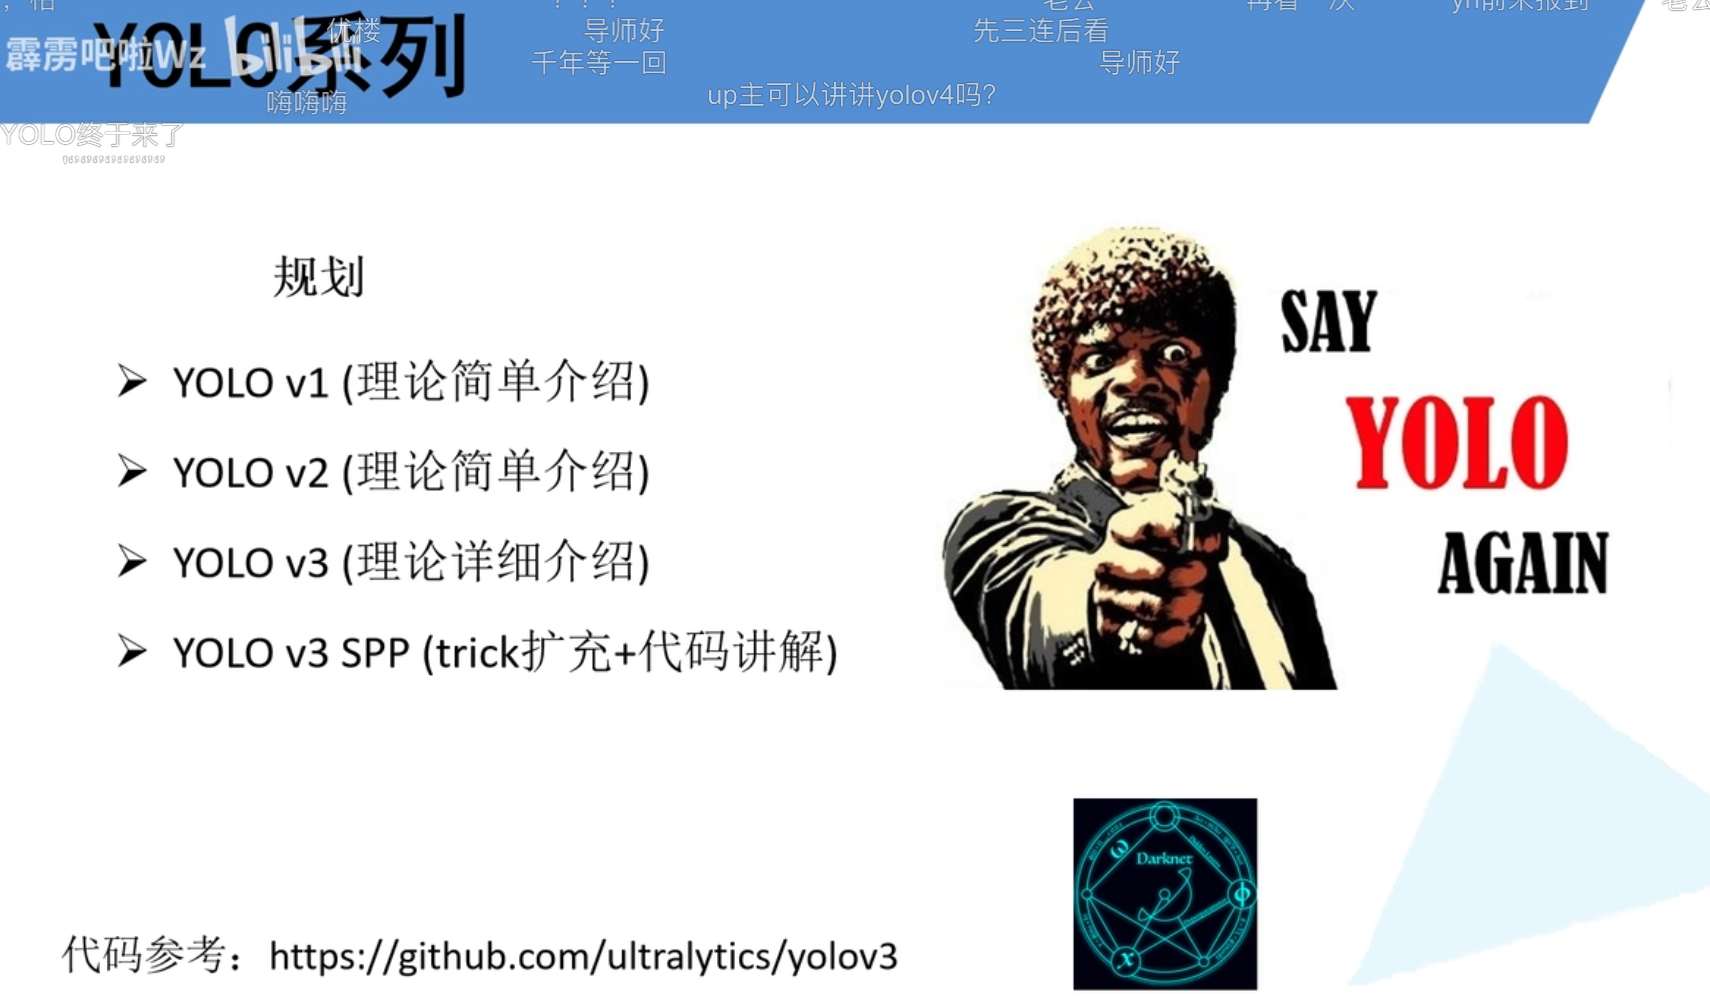 优楼
导师好
先三连后看
霹雳吧啦Wz bilibili
YOLO系列
千年等一回
导师好
up主可以讲讲yolov4吗?
嗨嗨嗨
YOLO终于来了
规划
YOLO v1 (理论简单介绍)
YOLO v2 (理论简单介绍)
YOLO v3 (理论详细介绍)
YOLO v3 SPP (trick扩充+代码讲解)
SAY
YOLO
AGAIN
Darknet
代码参考：https://github.com/ultralytics/yolov3